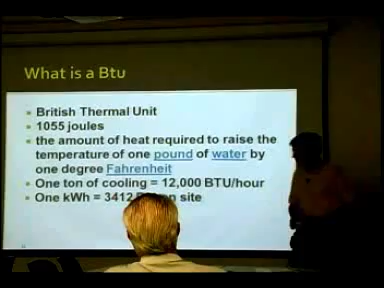 What is a Btu
British Thermal Unit
1055 joules
the amount of heat required to raise the
temperature of one pound of water by
one degree Fahrenheit
One ton of cooling = 12,000 BTU/hour
One kWh = 3412 on site